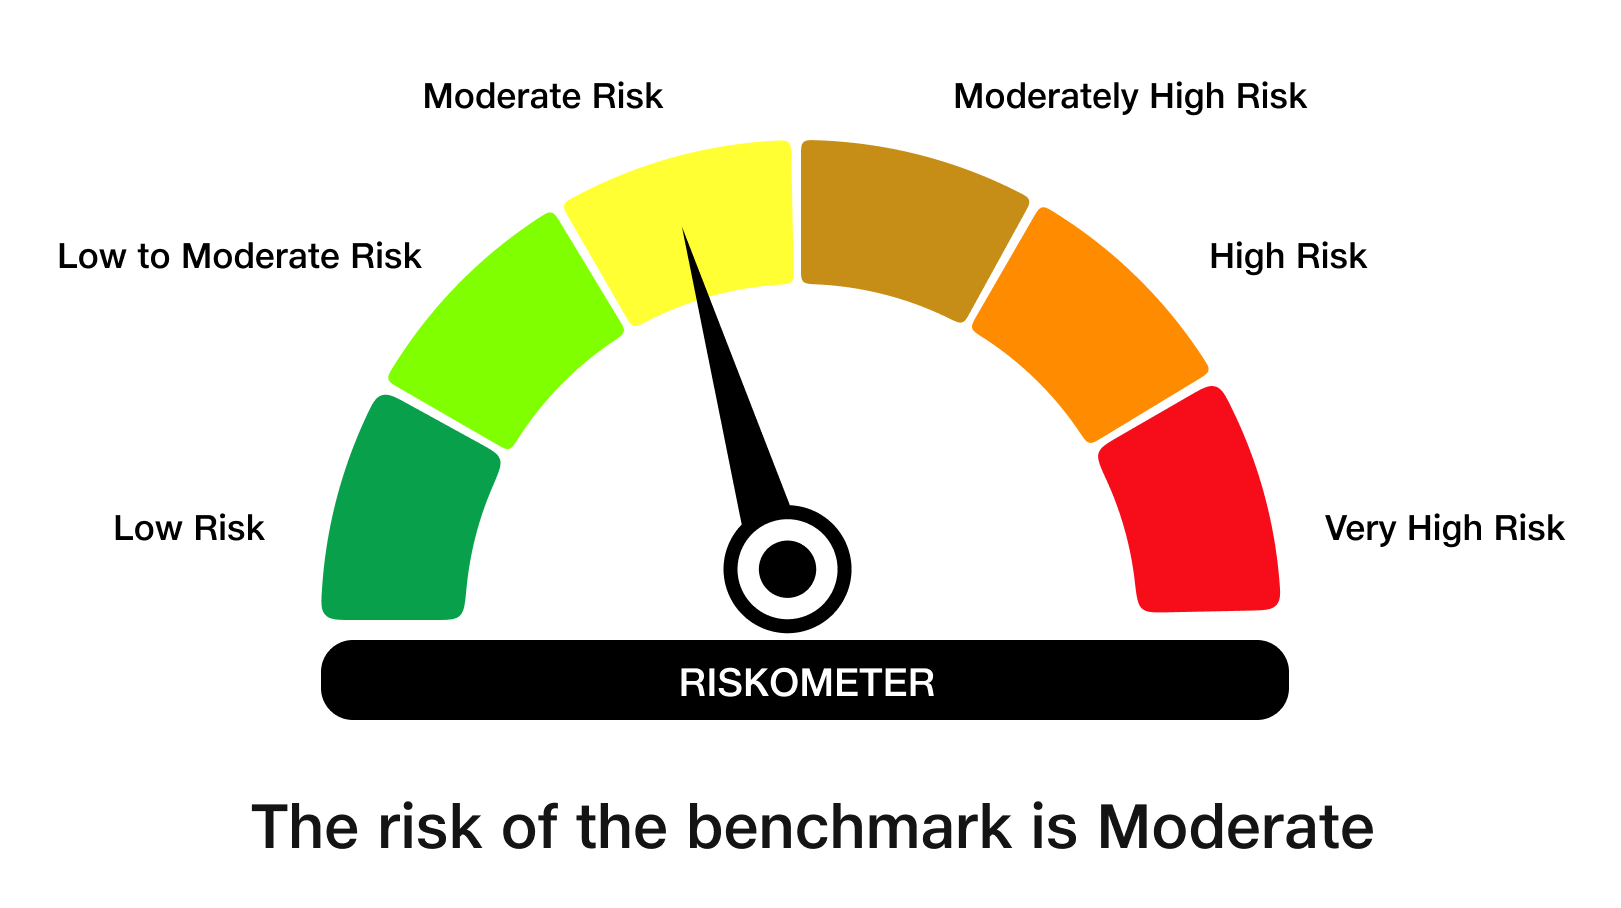 Moderate Risk
Moderately High Risk
Low to Moderate Risk
High Risk
Low Risk
Very High Risk
RISKOMETER
The risk of the benchmark is Moderate